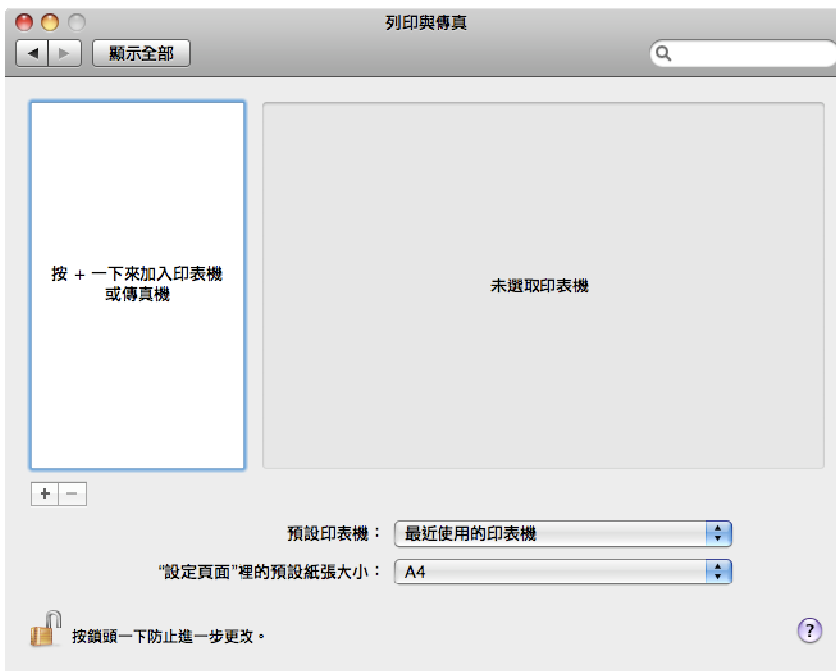 列印與傳真
顯示全部
按 + 一下來加入印表機
或傳真機
未選取印表機
+ −
預設印表機：
最近使用的印表機
“設定頁面”裡的預設紙張大小：
A4
按鎖頭一下防止進一步更改。
?